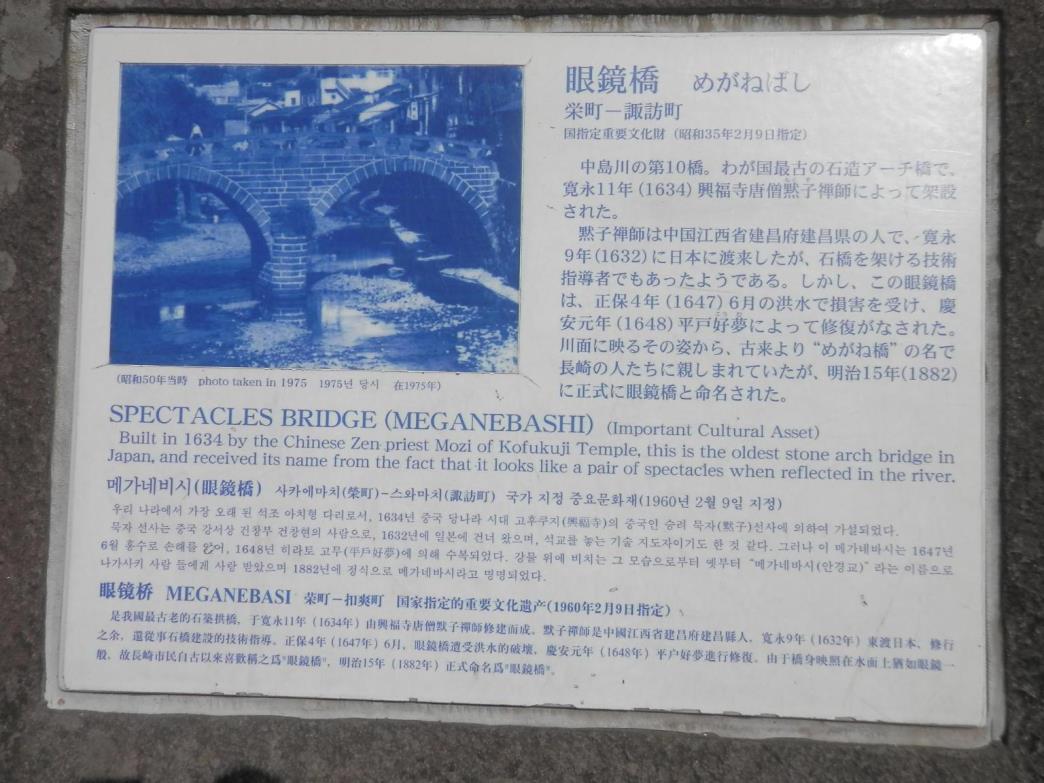 眼鏡橋 めがねばし
栄町－諏訪町
国指定重要文化財（昭和35年2月9日指定）
中島川の第10橋。わが国最古の石造アーチ橋で、
寛永11年（1634）興福寺唐僧黙子禅師によって架設
された。
黙子禅師は中国江西省建昌府建昌県の人で、寛永
9年(1632)に日本に渡来したが、石橋を架ける技術
指導者でもあったようである。しかし、この眼鏡橋
は、正保4年（1647）6月の洪水で損害を受け、慶
安元年（1648）平戸好夢によって修復がなされた。
川面に映るその姿から、古来より“めがね橋”の名で
長崎の人たちに親しまれていたが、明治15年(1882)
に正式に眼鏡橋と命名された。
（昭和50年当時 photo taken in 1975 1975년 당시 在1975年）
SPECTACLES BRIDGE (MEGANEBASHI) (Important Cultural Asset)
Built in 1634 by the Chinese Zen priest Mozi of Kofukuji Temple, this is the oldest stone arch bridge in
Japan, and received its name from the fact that it looks like a pair of spectacles when reflected in the river.
메가네비시(眼鏡橋) 사카에마치(榮町)-스와마치(諏訪町) 국가 지정 중요문화재(1960년 2월 9일 지정)
우리 나라에서 가장 오래 된 석조 아치형 다리로서, 1634년 중국 당나라 시대 고후쿠지(興福寺)의 중국인 승려 묵자(黙子)선사에 의하여 가설되었다.
묵자 선사는 중국 강서상 건창부 건창현의 사람으로, 1632년에 일본에 건너 왔으며, 석교를 놓는 기술 지도자이기도 한 것 같다. 그러나 이 메가네바시는 1647년
6월 홍수로 손해를 입어, 1648년 히라토 고무(平戸好夢)에 의해 수복되었다. 강물 위에 비치는 그 모습으로부터 옛부터 “메가네바시(안경교)” 라는 이름으로
나가사키 사람 들에게 사랑 받았으며 1882년에 정식으로 메가네바시라고 명명되었다.
眼镜桥 MEGANEBASI 栄町－扣爽町 国家指定的重要文化遗产(1960年2月9日指定)
是我國最古老的石築拱橋，于寬永11年（1634年）由興福寺唐僧默子禪師修建而成。默子禪師是中國江西省建昌府建昌縣人，寬永9年（1632年）東渡日本，修行
之余，還從事石橋建設的技術指導。正保4年（1647年）6月，眼鏡橋遭受洪水的破壞，慶安元年（1648年）平户好夢進行修復。由于橋身映照在水面上猶如眼鏡一
般，故長崎市民自古以來喜歡稱之爲"眼鏡橋"，明治15年（1882年）正式命名爲"眼鏡橋"。